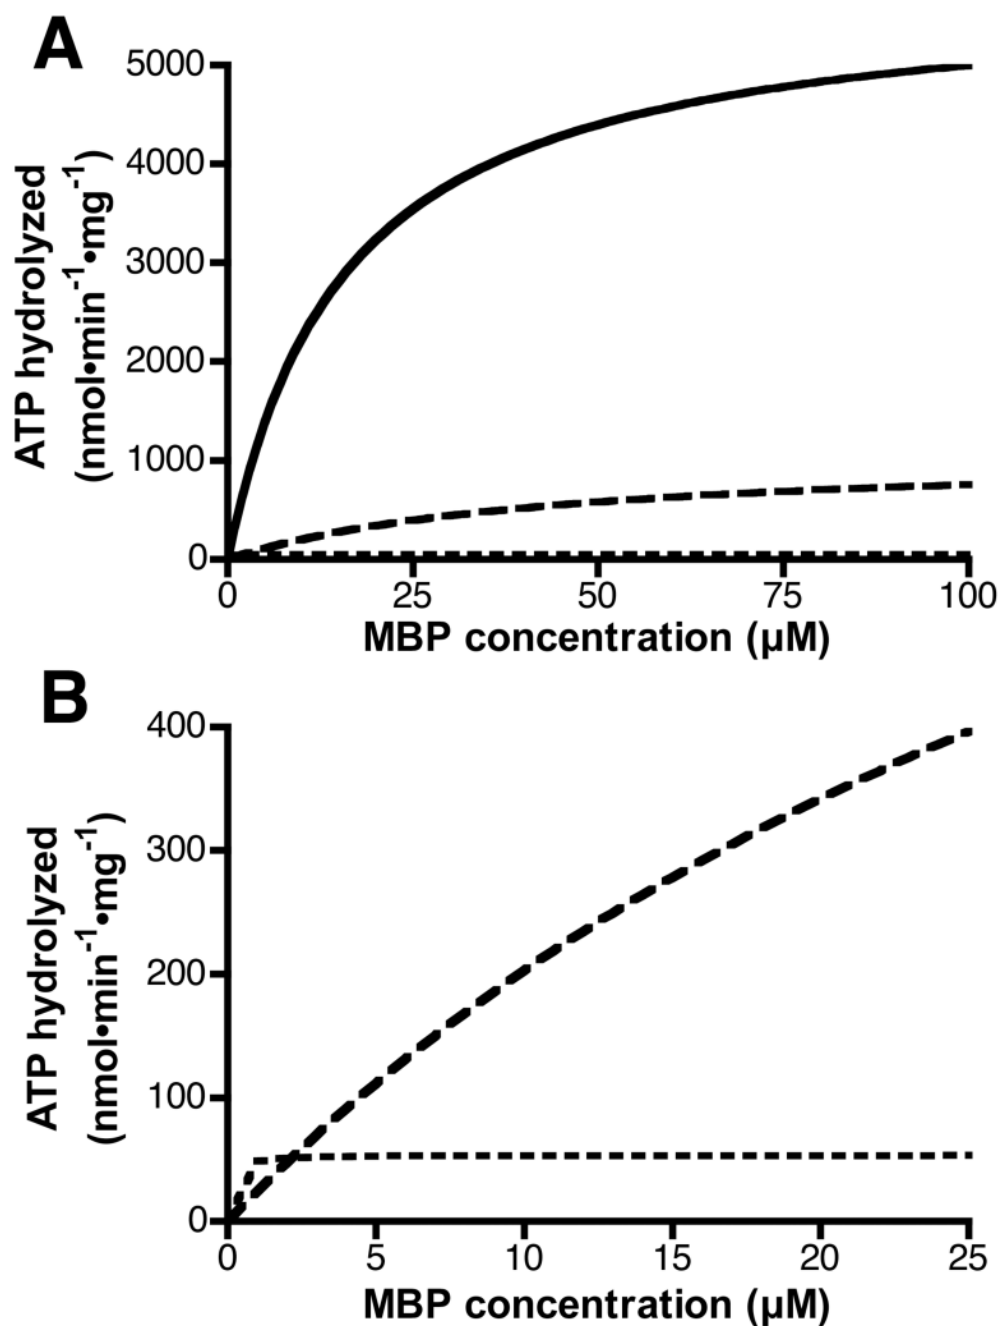 A
5000
4000
3000
2000
1000
0
ATP hydrolyzed
(nmol•min⁻¹•mg⁻¹)
0 25 50 75 100
MBP concentration (µM)
B
400
300
200
100
0
ATP hydrolyzed
(nmol•min⁻¹•mg⁻¹)
0 5 10 15 20 25
MBP concentration (µM)